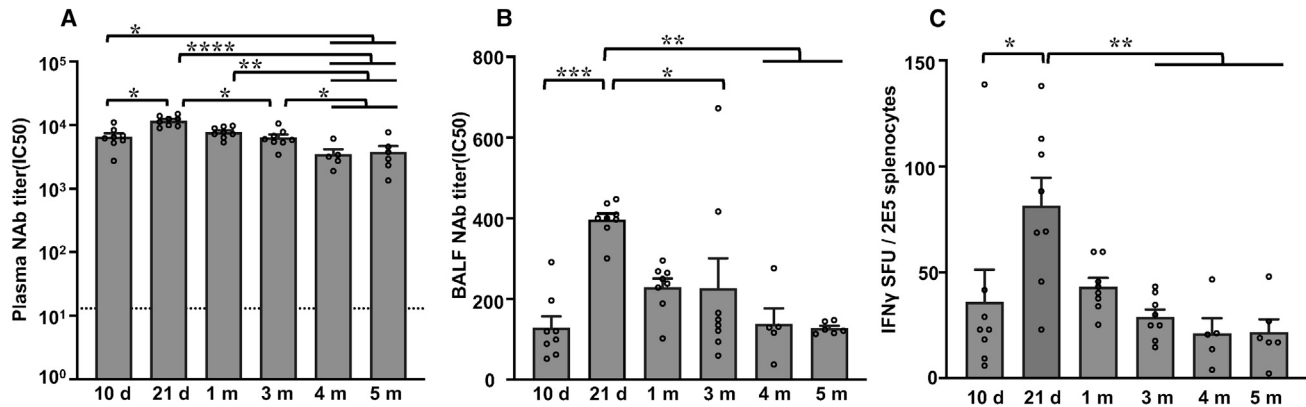 A
*
****
**
* * *
Plasma NAb titer(IC50)
10⁵
10⁴
10³
10²
10¹
10⁰
10 d 21 d 1 m 3 m 4 m 5 m
B
**
*** *
BALF NAb titer(IC50)
800
600
400
200
0
10 d 21 d 1 m 3 m 4 m 5 m
C
* **
IFNγ SFU / 2E5 splenocytes
150
100
50
0
10 d 21 d 1 m 3 m 4 m 5 m